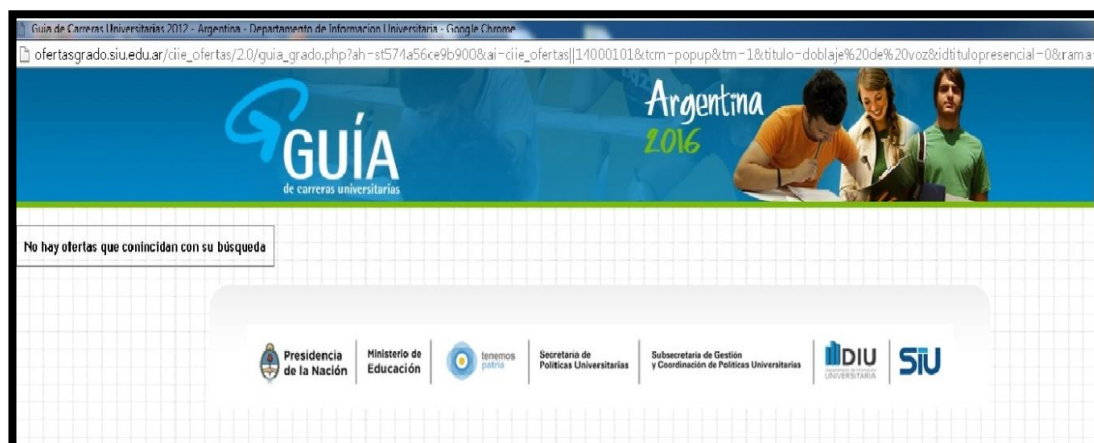 Guia de Carreras Universitarias 2012 - Argentina - Departamento de Informacion Universitaria - Google Chrome
ofertasgrado.siu.edu.ar/ciie_ofertas/2.0/guia_grado.php?ah=st574a56ce9b900&ai=ciie_ofertas||14000101&tcm=popup&tm=1&titulo=doblaje%20de%20voz&idtitulopresencial=0&rama
GUÍA
de carreras universitarias
Argentina
2016
No hay ofertas que conincidan con su búsqueda
Presidencia
de la Nación
Ministerio de
Educación
tenemos
patria
Secretaría de
Políticas Universitarias
Subsecretaría de Gestión
y Coordinación de Políticas Universitarias
DIU
UNIVERSITARIA
SIU